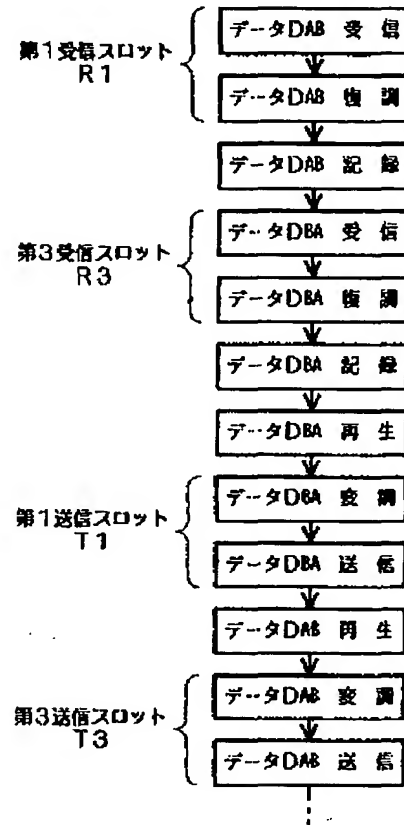 第1受信スロット
R1
データDAB 受信
データDAB 復調
データDAB 記録
第3受信スロット
R3
データDBA 受信
データDBA 復調
データDBA 記録
データDBA 再生
第1送信スロット
T1
データDBA 変調
データDBA 送信
データDAB 再生
第3送信スロット
T3
データDAB 変調
データDAB 送信